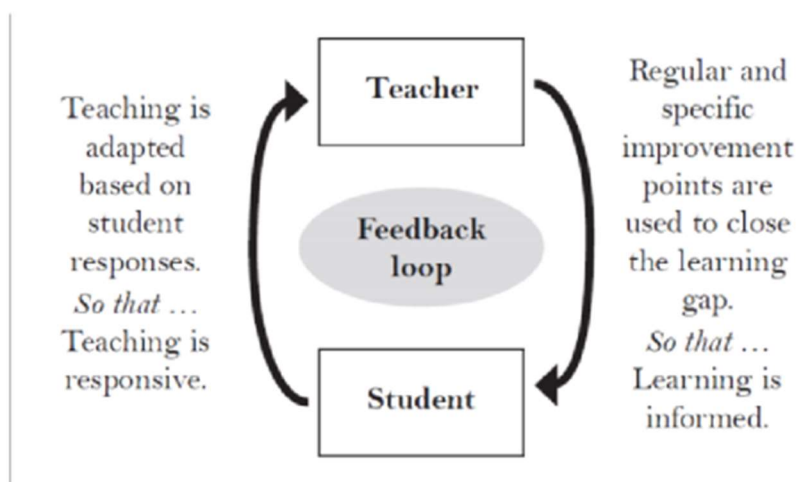 Teacher
Teaching is
adapted
based on
student
responses.
So that …
Teaching is
responsive.
Feedback
loop
Regular and
specific
improvement
points are
used to close
the learning
gap.
So that …
Learning is
informed.
Student